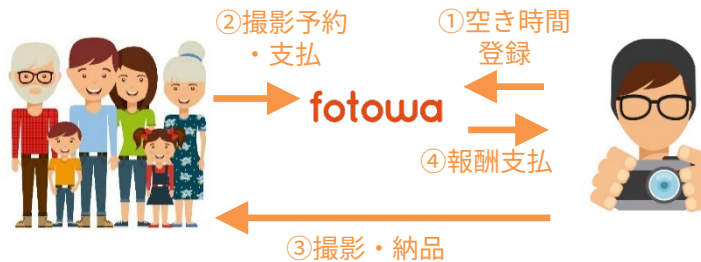 ②撮影予約
・支払
①空き時間
登録
fotowa
④報酬支払
③撮影・納品